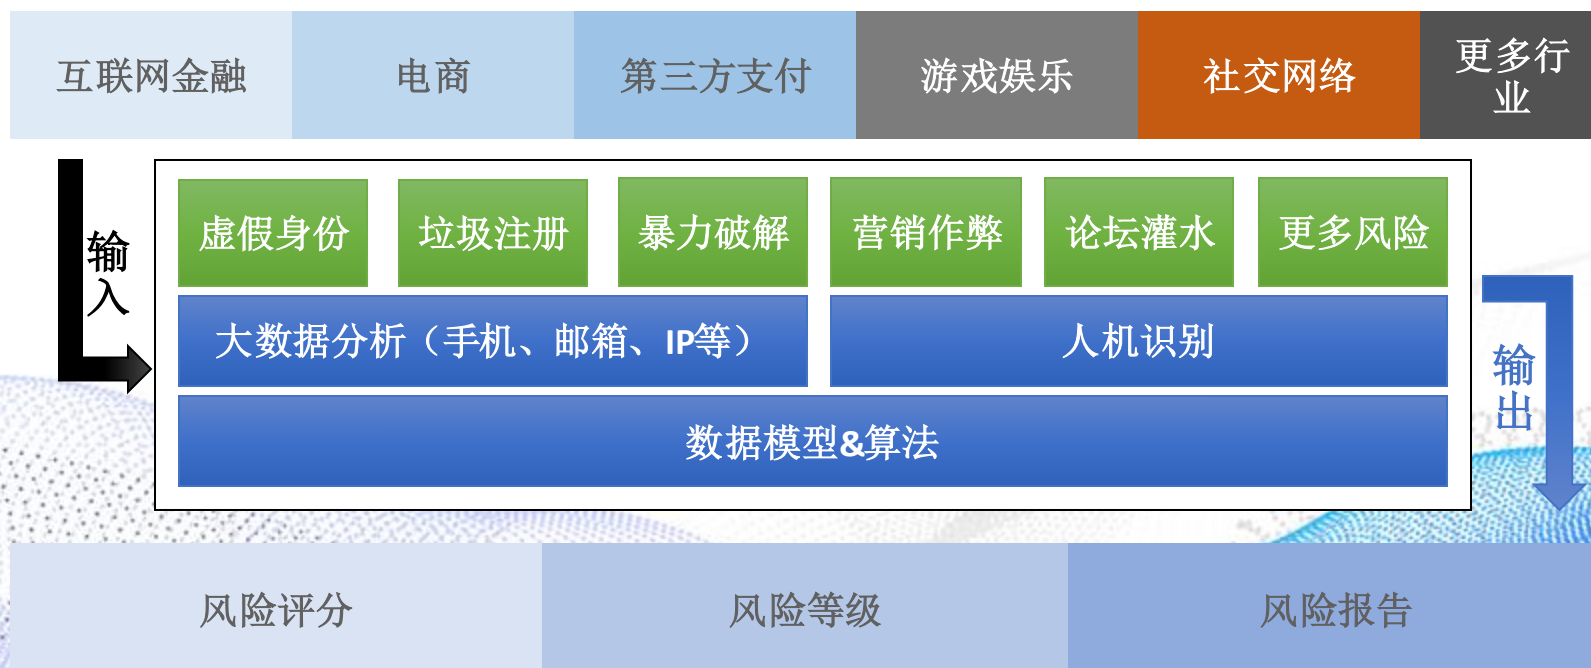 互联网金融
电商
第三方支付
游戏娱乐
社交网络
更多行
业
输
入
虚假身份
垃圾注册
暴力破解
营销作弊
论坛灌水
更多风险
大数据分析（手机、邮箱、IP等）
人机识别
数据模型&算法
输
出
风险评分
风险等级
风险报告